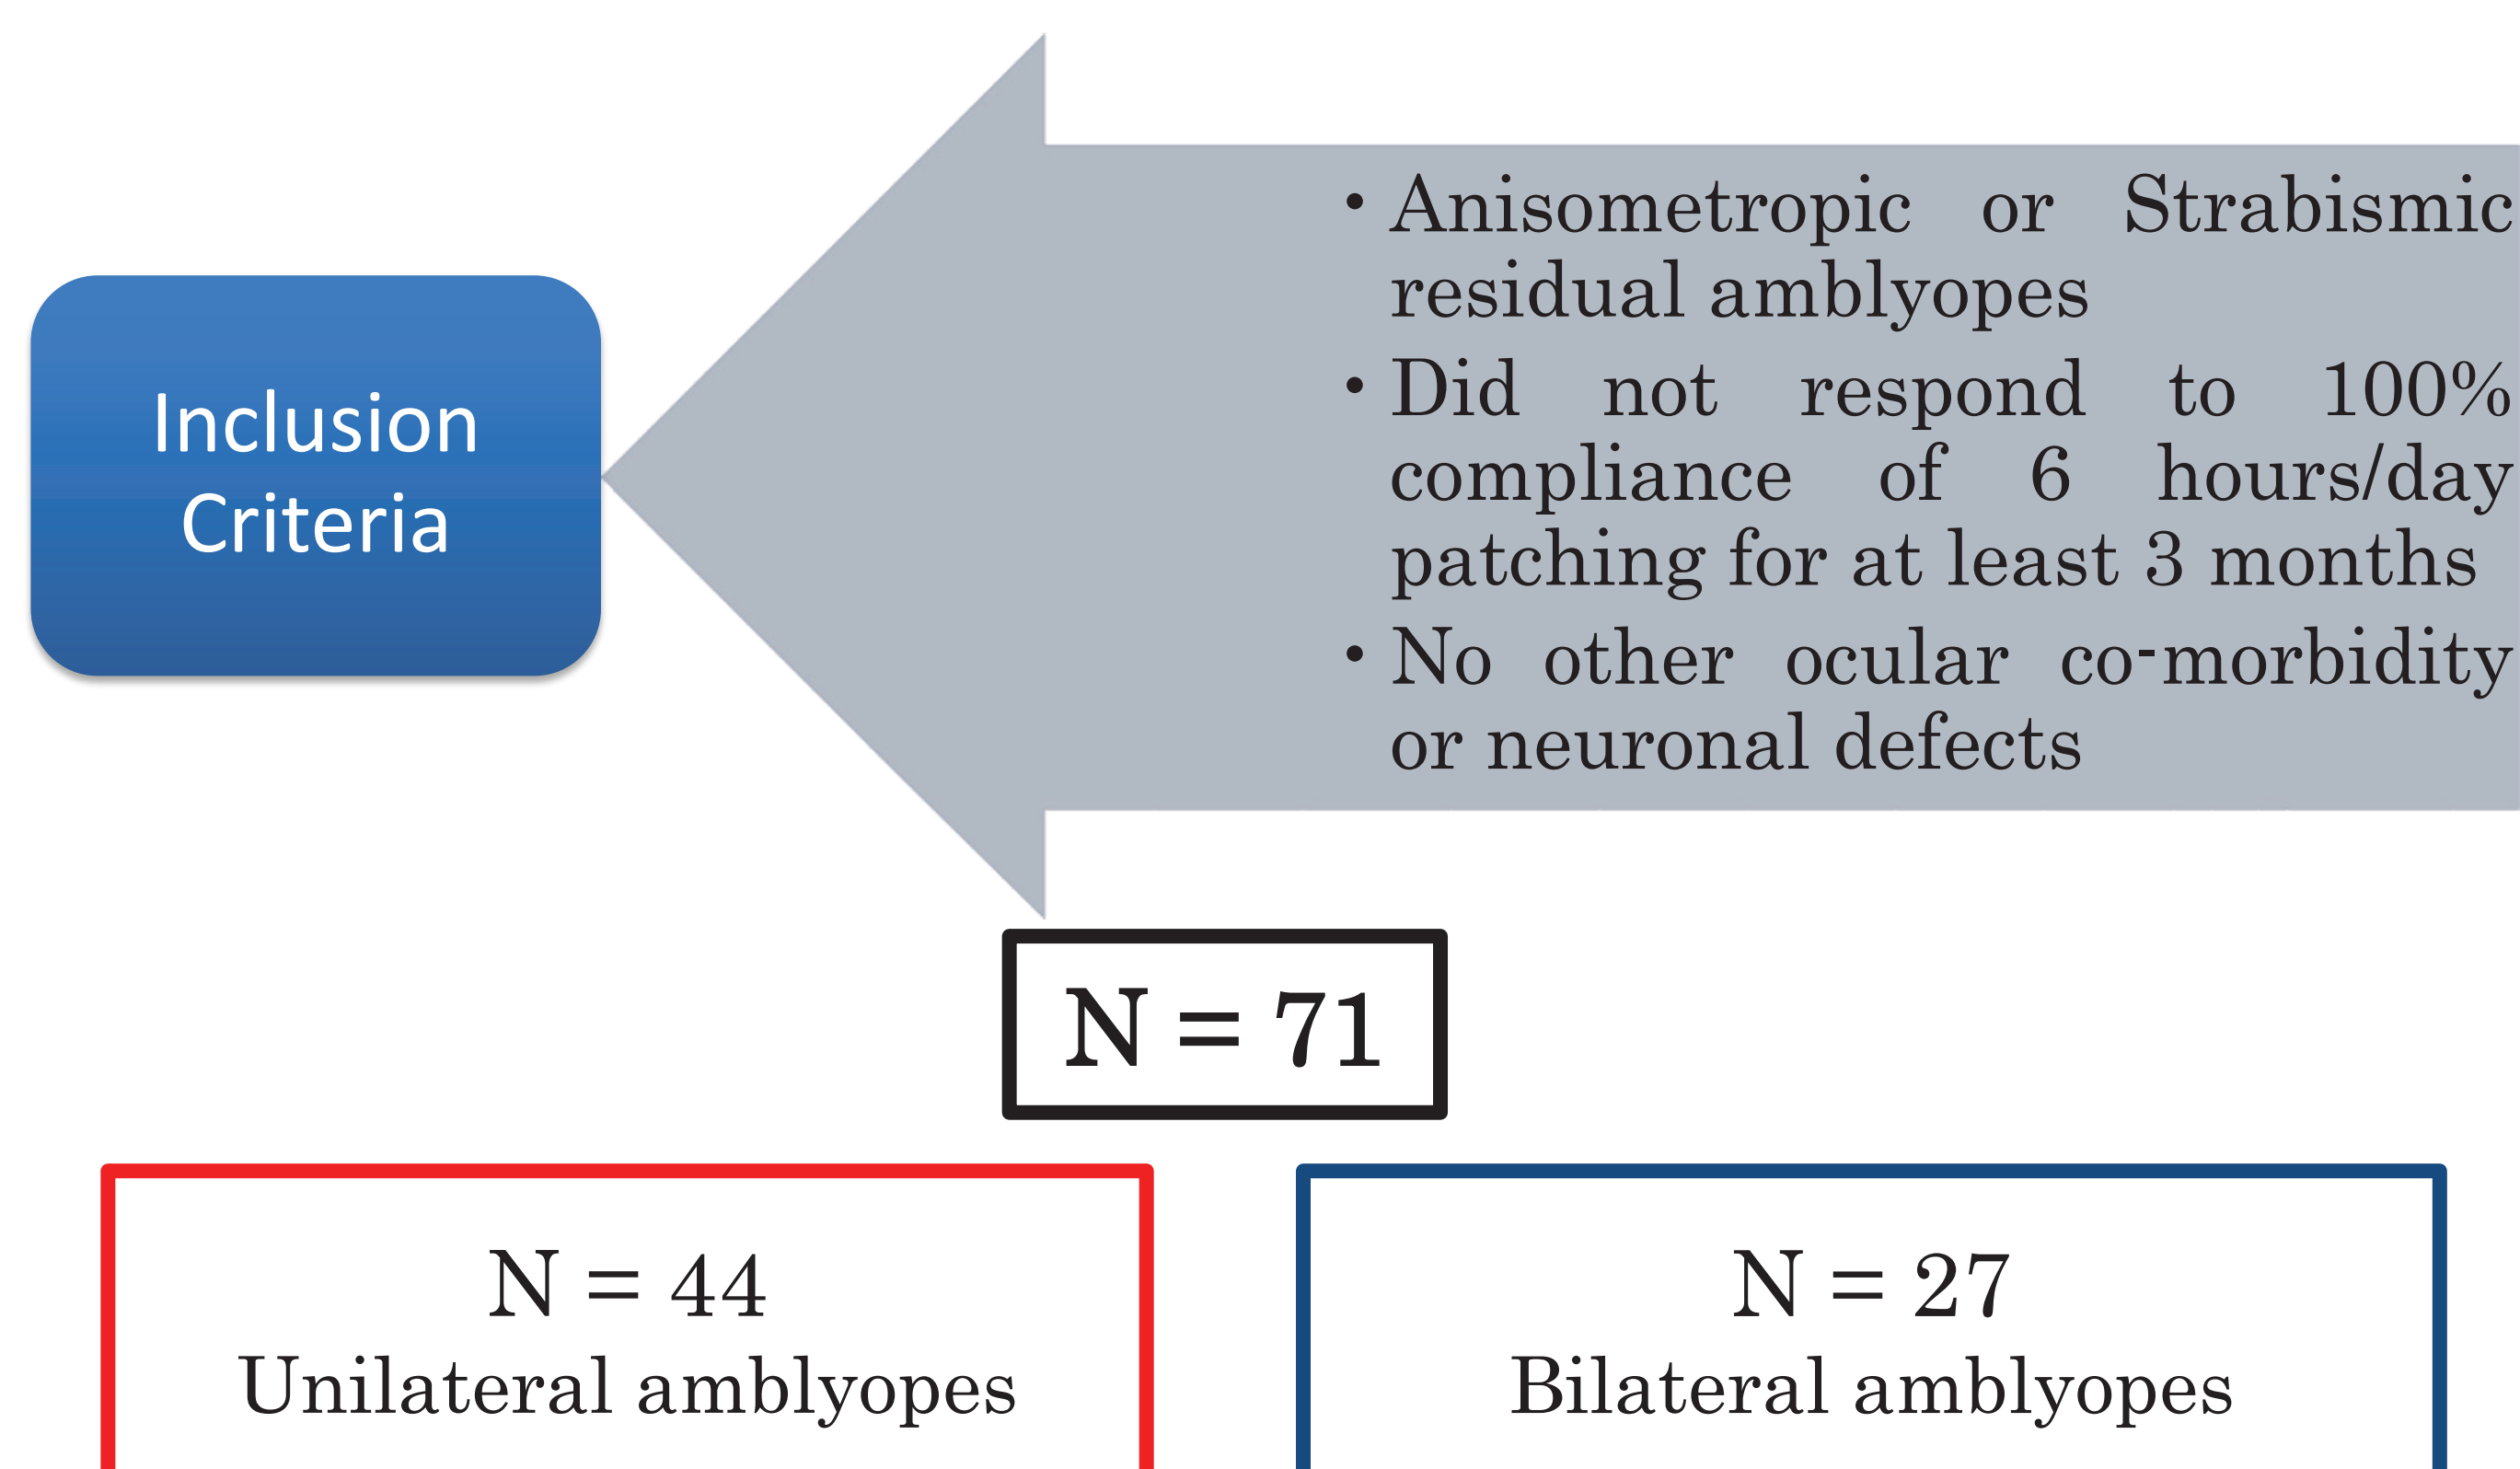 Inclusion
Criteria
• Anisometropic or Strabismic
residual amblyopes
• Did not respond to 100%
compliance of 6 hours/day
patching for at least 3 months
• No other ocular co-morbidity
or neuronal defects
N = 71
N = 44
Unilateral amblyopes
N = 27
Bilateral amblyopes